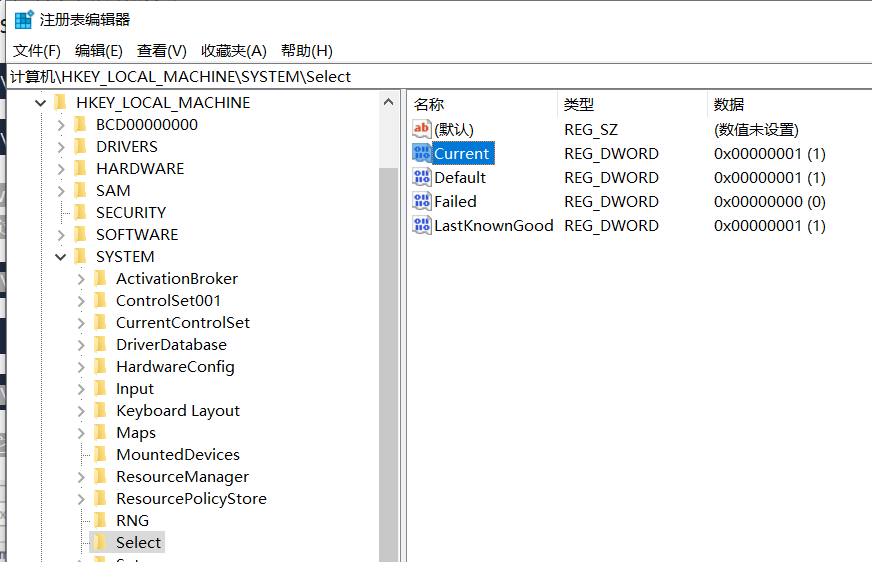 注册表编辑器
文件(F) 编辑(E) 查看(V) 收藏夹(A) 帮助(H)
计算机\HKEY_LOCAL_MACHINE\SYSTEM\Select
HKEY_LOCAL_MACHINE
BCD00000000
DRIVERS
HARDWARE
SAM
SECURITY
SOFTWARE
SYSTEM
ActivationBroker
ControlSet001
CurrentControlSet
DriverDatabase
HardwareConfig
Input
Keyboard Layout
Maps
MountedDevices
ResourceManager
ResourcePolicyStore
RNG
Select
名称 类型 数据
(默认) REG_SZ (数值未设置)
Current REG_DWORD 0x00000001 (1)
Default REG_DWORD 0x00000001 (1)
Failed REG_DWORD 0x00000000 (0)
LastKnownGood REG_DWORD 0x00000001 (1)